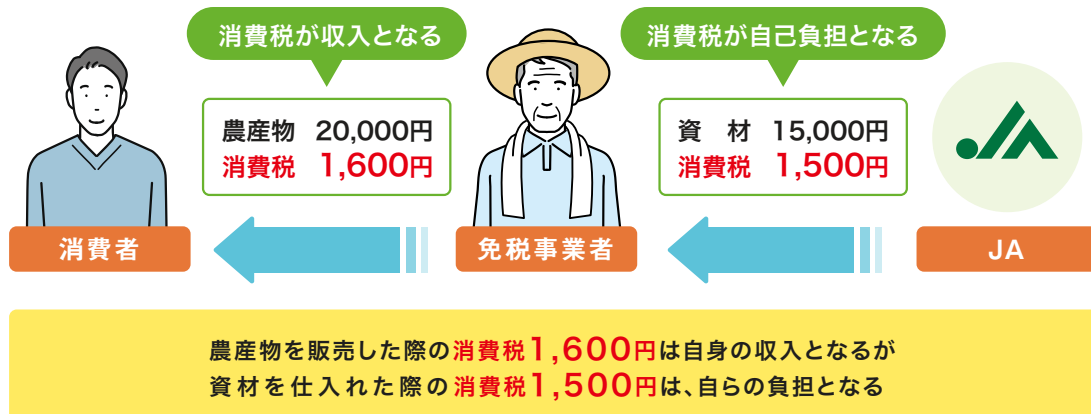 消費税が収入となる
消費税が自己負担となる
農産物 20,000円
消費税 1,600円
資 材 15,000円
消費税 1,500円
JA
消費者
免税事業者
JA
農産物を販売した際の消費税1,600円は自身の収入となるが
資材を仕入れた際の消費税1,500円は、自らの負担となる